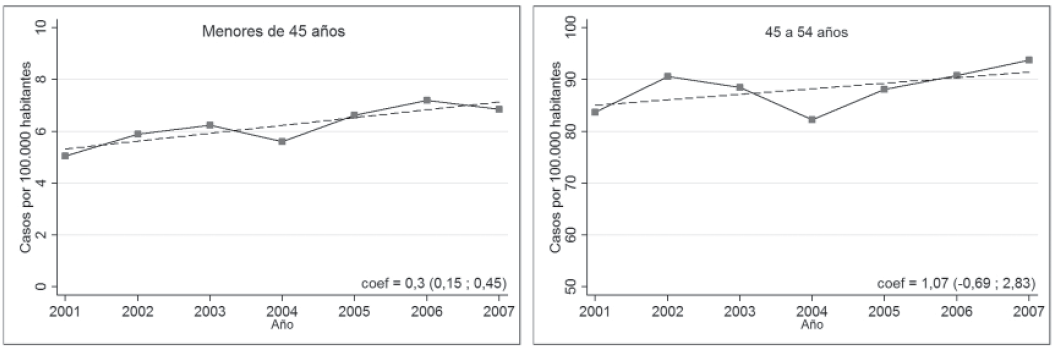 Menores de 45 años
Casos por 100.000 habitantes
10
8
6
4
2
0
coef = 0,3 (0,15 ; 0,45)
2001 2002 2003 2004 2005 2006 2007
Año
45 a 54 años
Casos por 100.000 habitantes
100
90
80
70
60
50
coef = 1,07 (-0,69 ; 2,83)
2001 2002 2003 2004 2005 2006 2007
Año